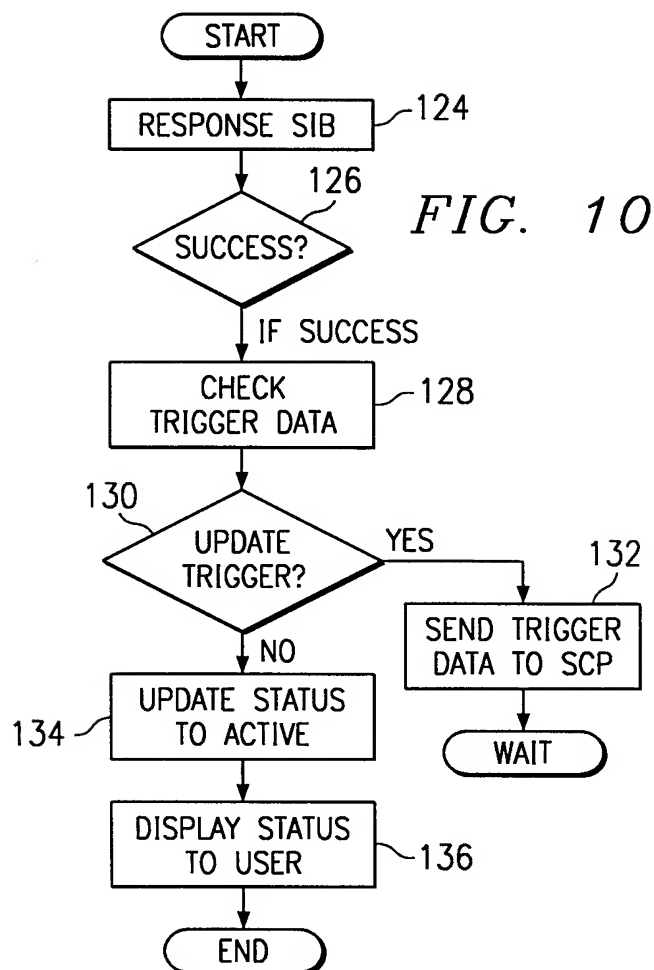 START
RESPONSE SIB
124
126
FIG. 10
SUCCESS?
IF SUCCESS
CHECK
TRIGGER DATA
128
130
UPDATE
TRIGGER?
YES
132
SEND TRIGGER
DATA TO SCP
WAIT
NO
134
UPDATE STATUS
TO ACTIVE
DISPLAY STATUS
TO USER
136
END